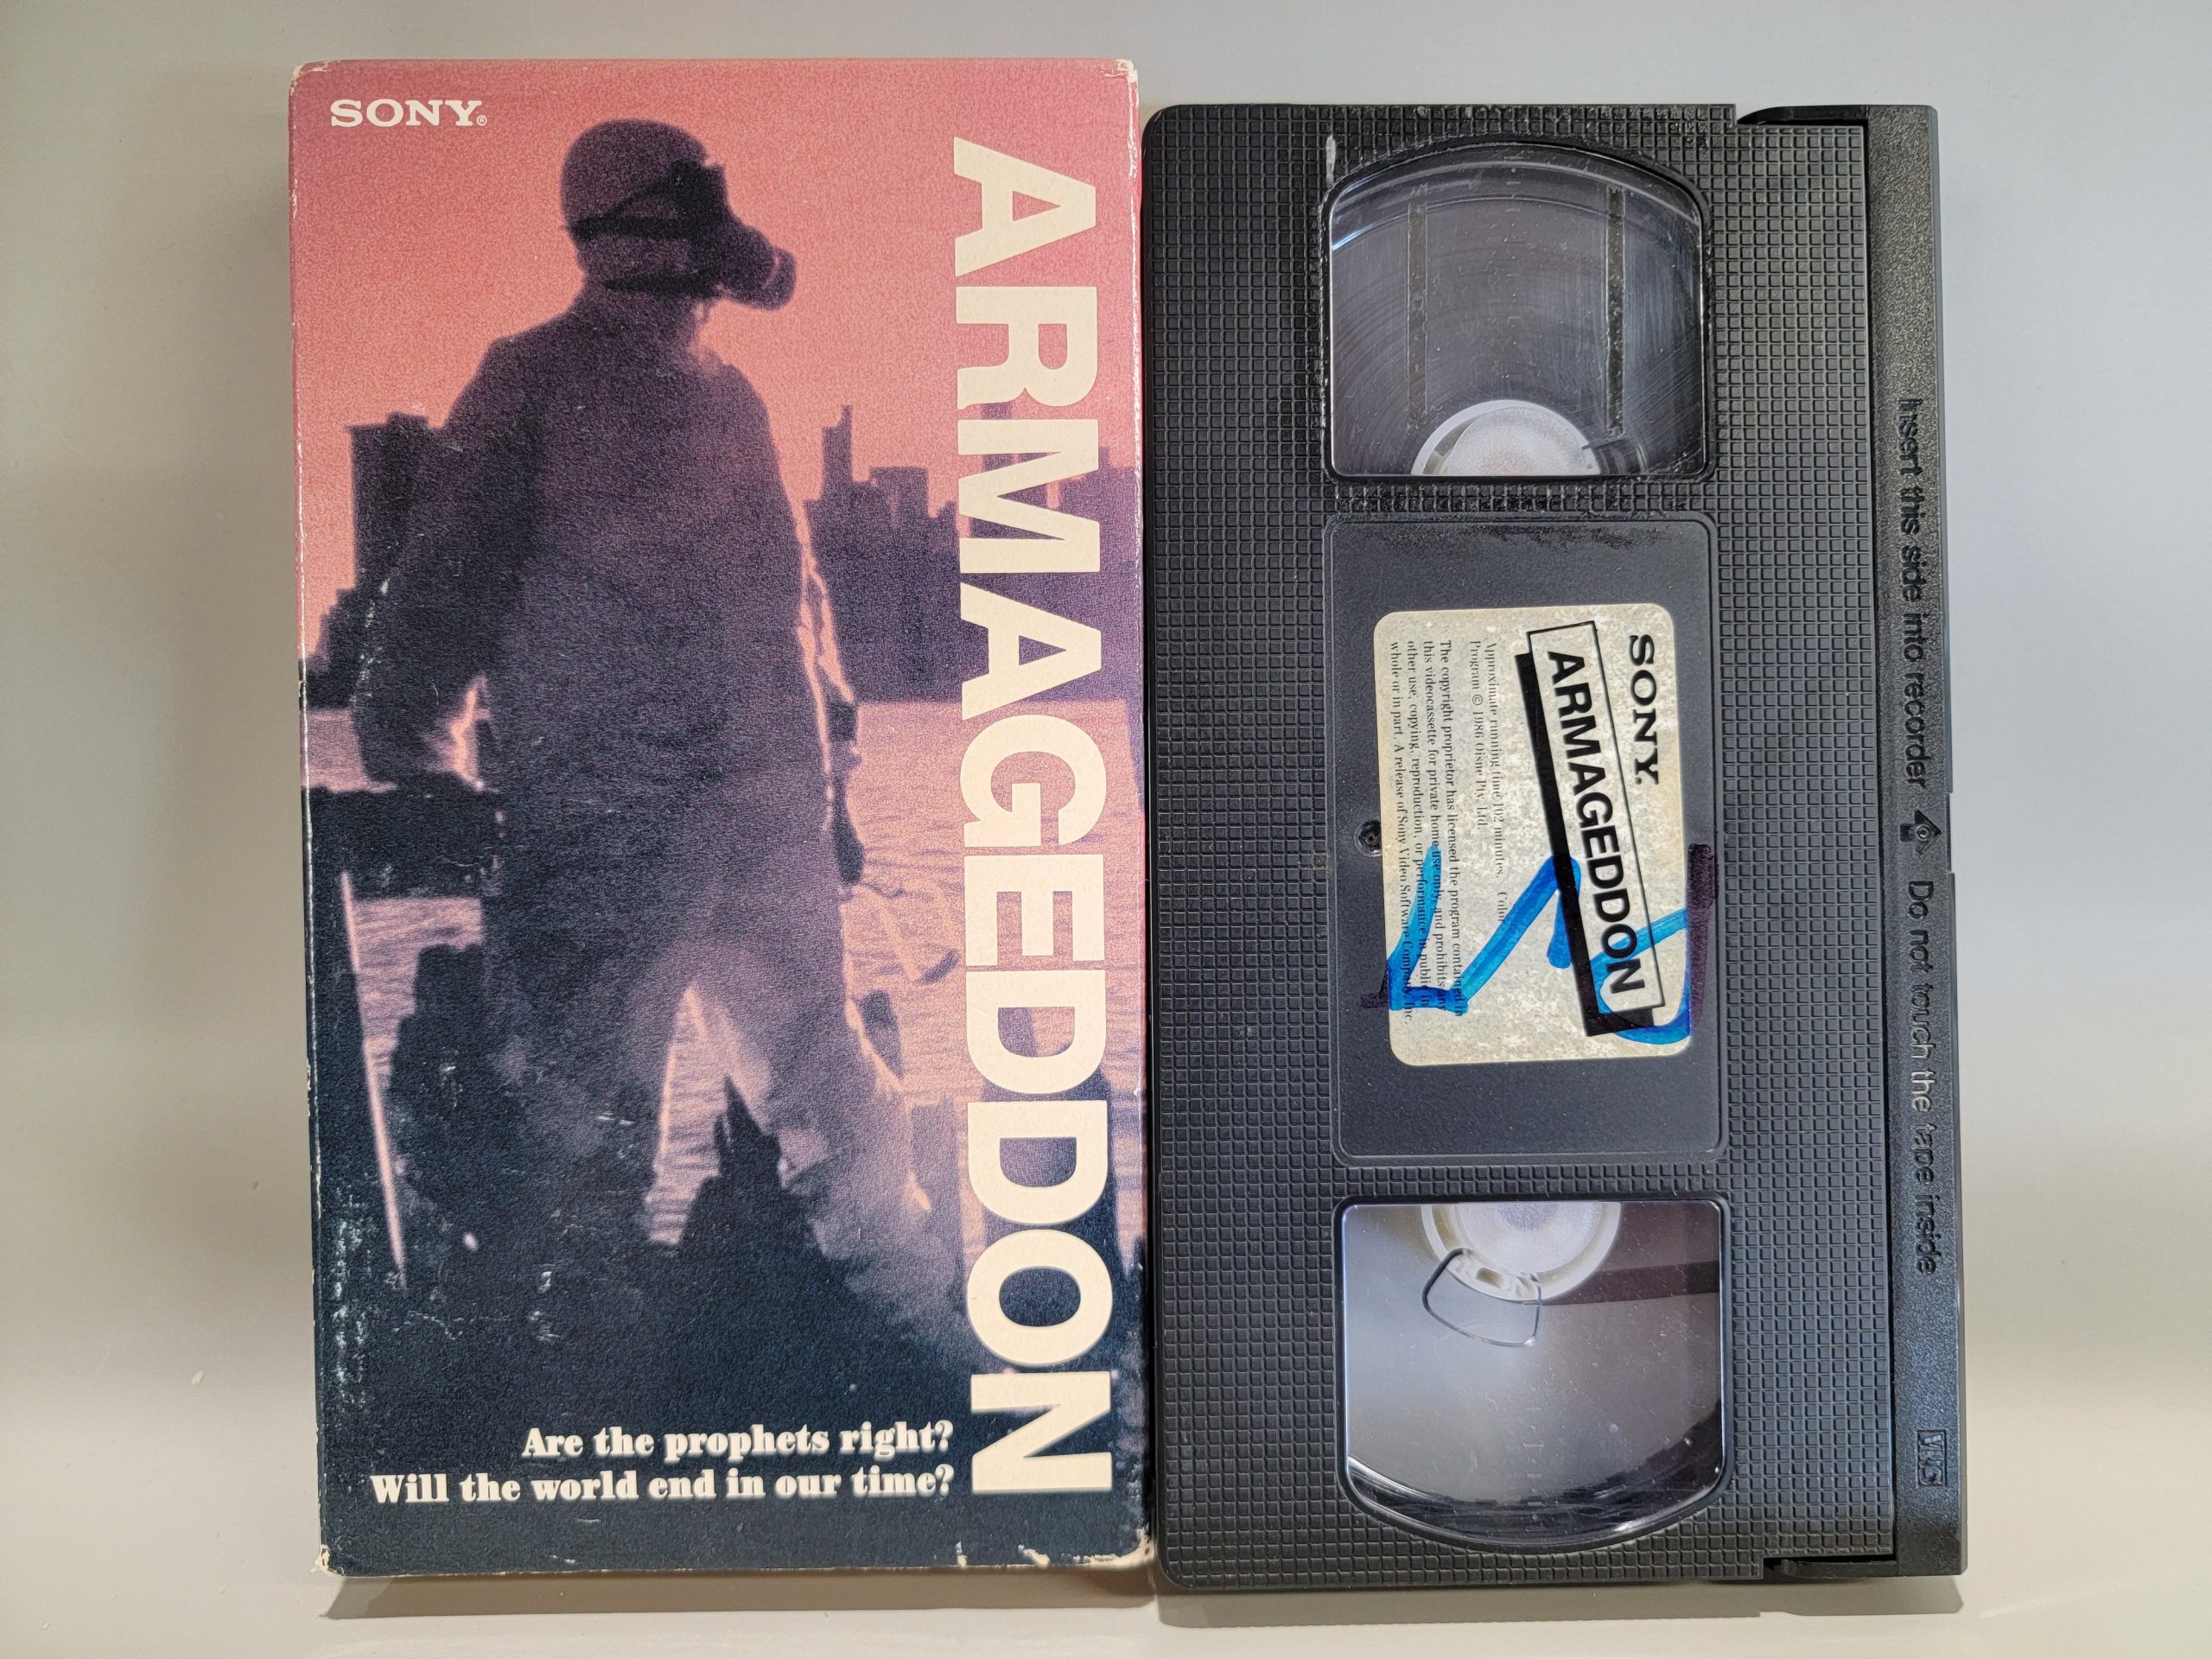 SONY®
ARMAGEDDON
Are the prophets right?
Will the world end in our time?
SONY.
ARMAGEDDON
Approximate running time 102 minutes. Color
Program © 1986 Disne Pty. Ltd.
The copyright proprietor has licensed the program contained in
this videocassette for private home use only, and prohibits any
other use, copying, reproduction, or performance in public in
whole or in part. A release of Sony Video Software Company, Inc.
Insert this side into recorder Do not touch the tape inside
VHS